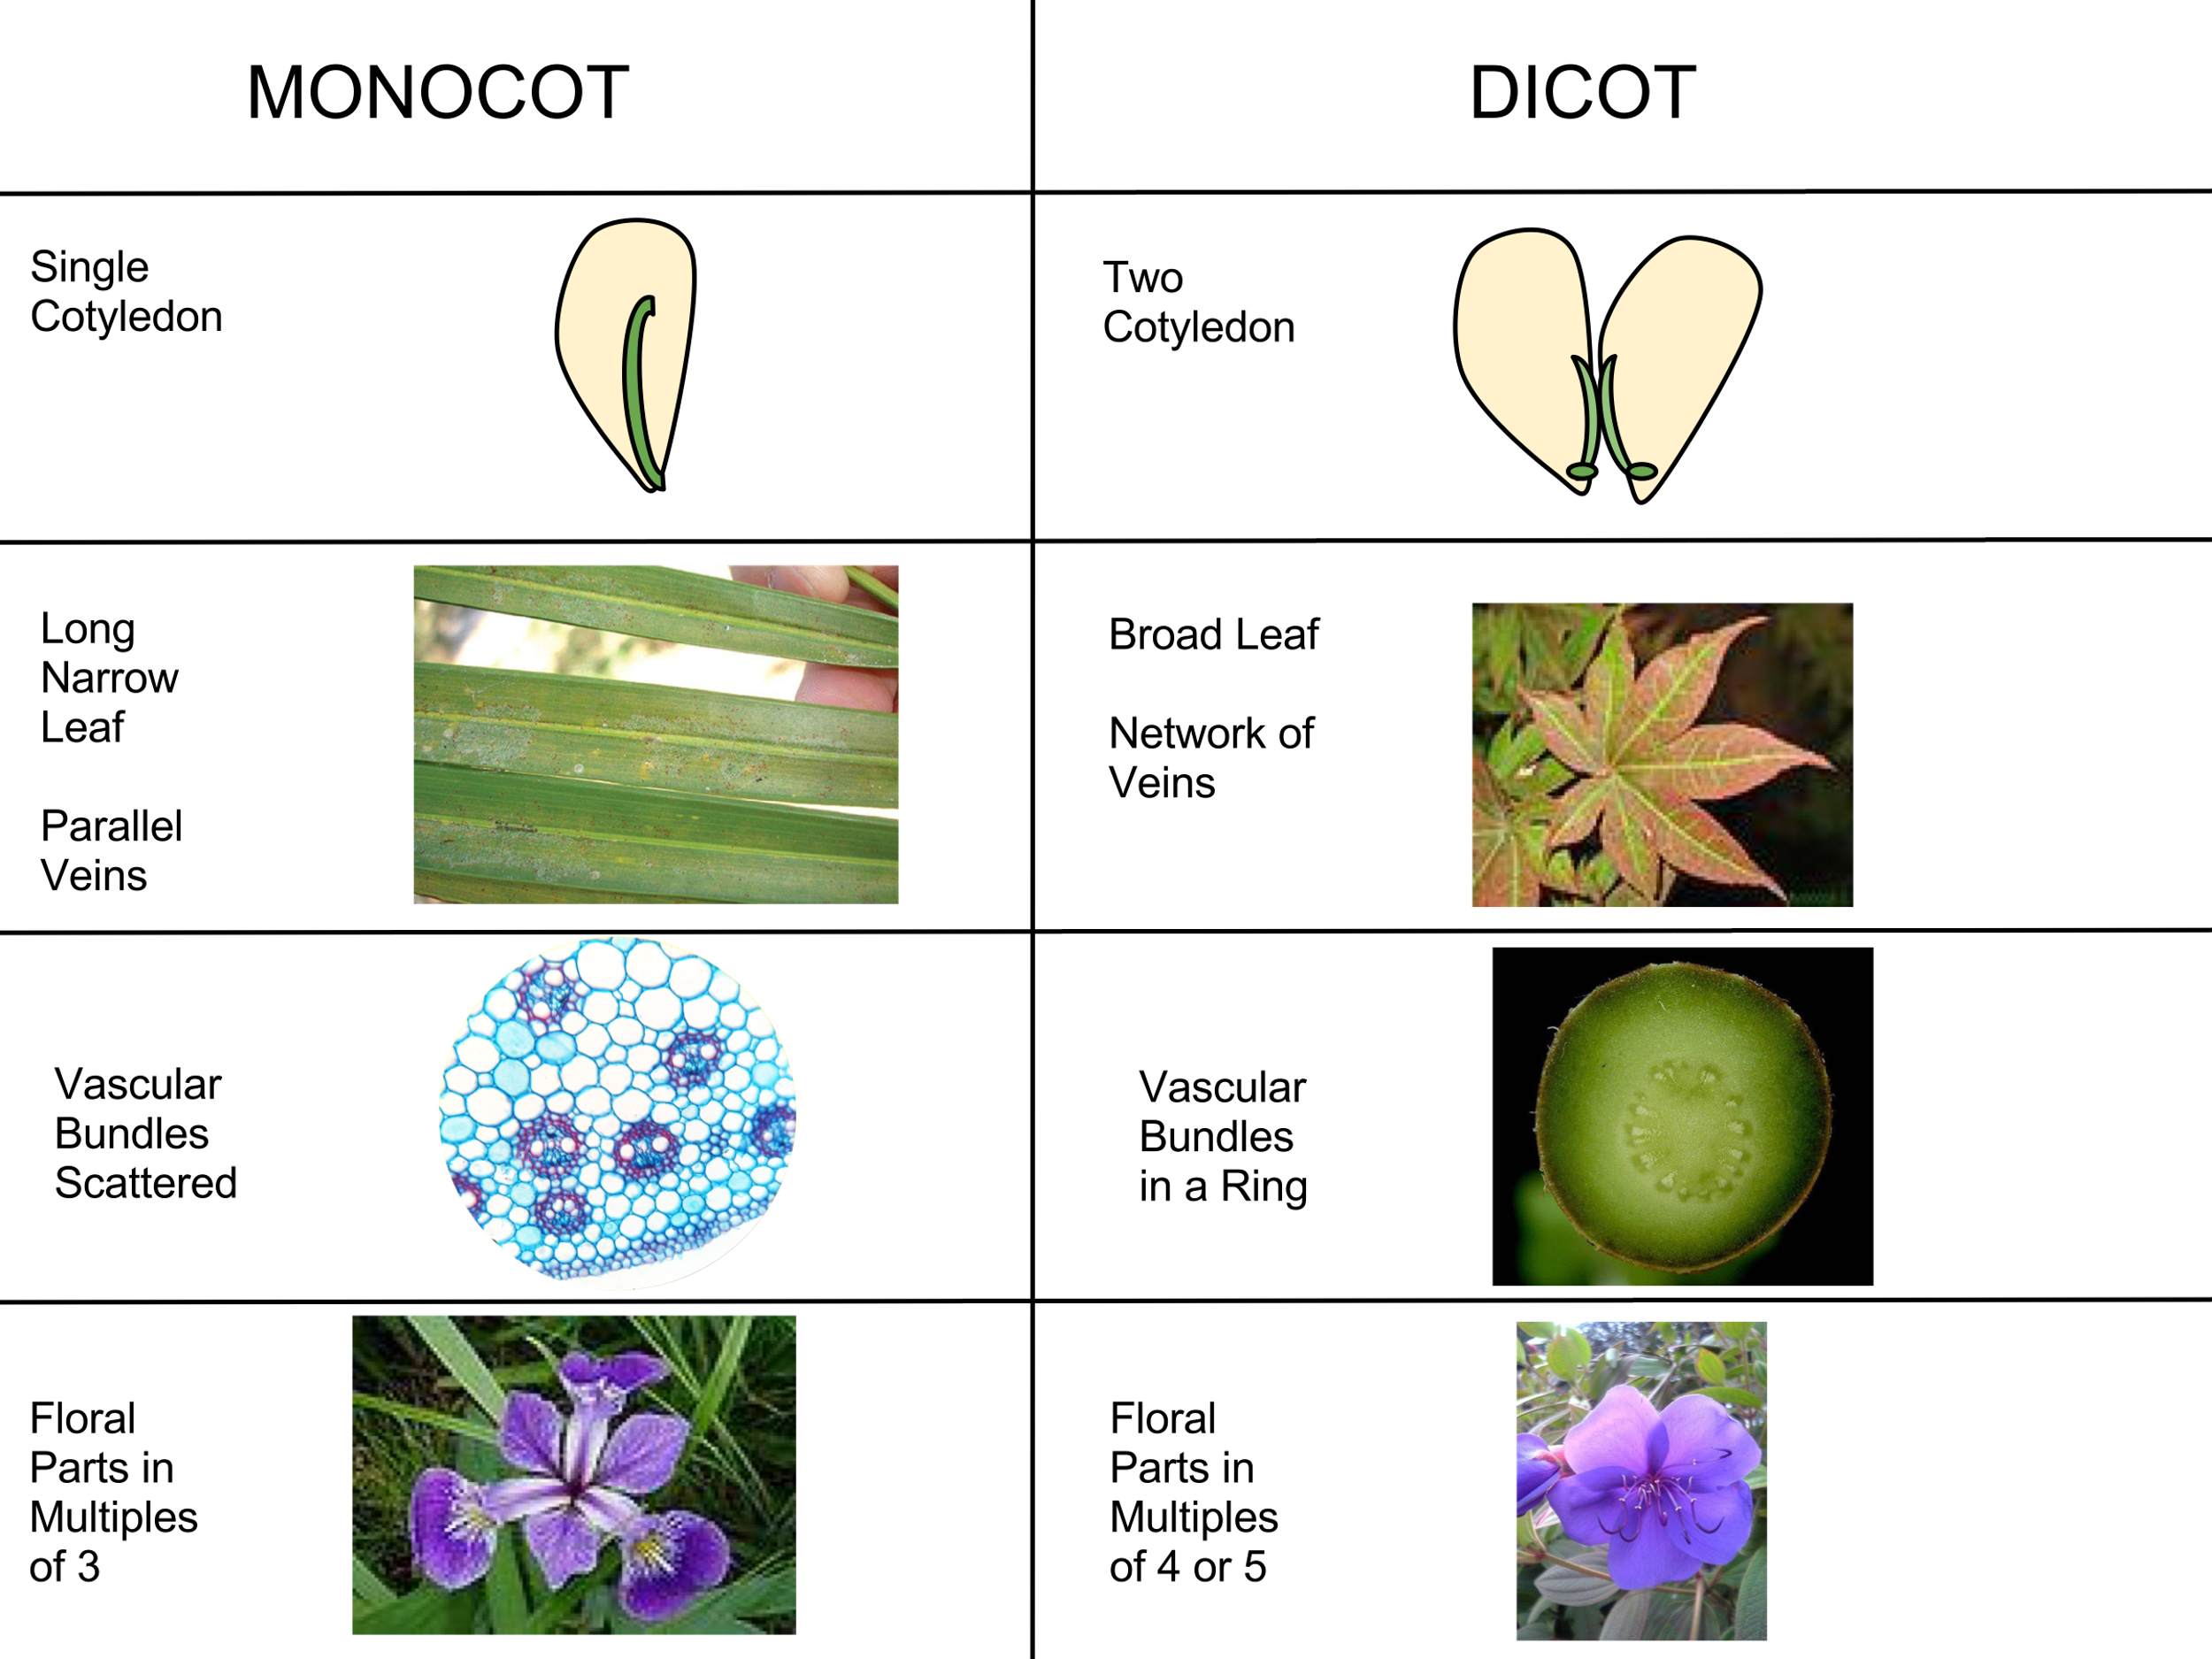 MONOCOT
DICOT
Single
Cotyledon
Two
Cotyledon
Long
Narrow
Leaf
Parallel
Veins
Broad Leaf
Network of
Veins
Vascular
Bundles
Scattered
Vascular
Bundles
in a Ring
Floral
Parts in
Multiples
of 3
Floral
Parts in
Multiples
of 4 or 5